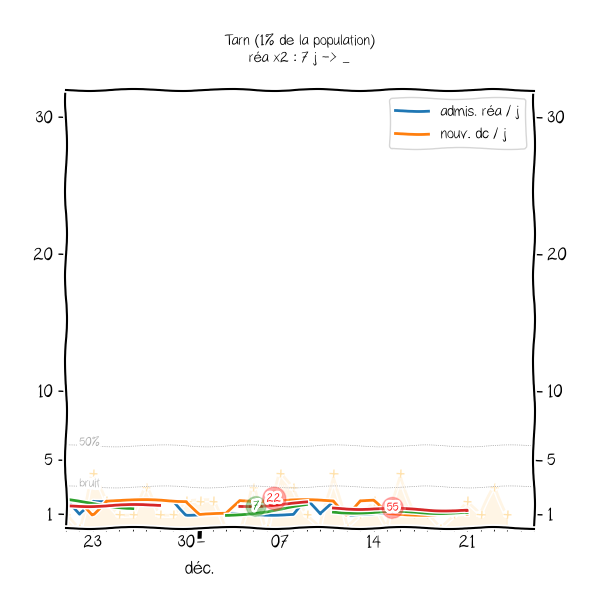 Tarn (1% de la population)
réa x2 : 7 j -> _
admis. réa / j
nouv. dc / j
30 30
20 20
10 10
50%
5 5
bruit
7 22 55
1 1
23 30 07 14 21
déc.